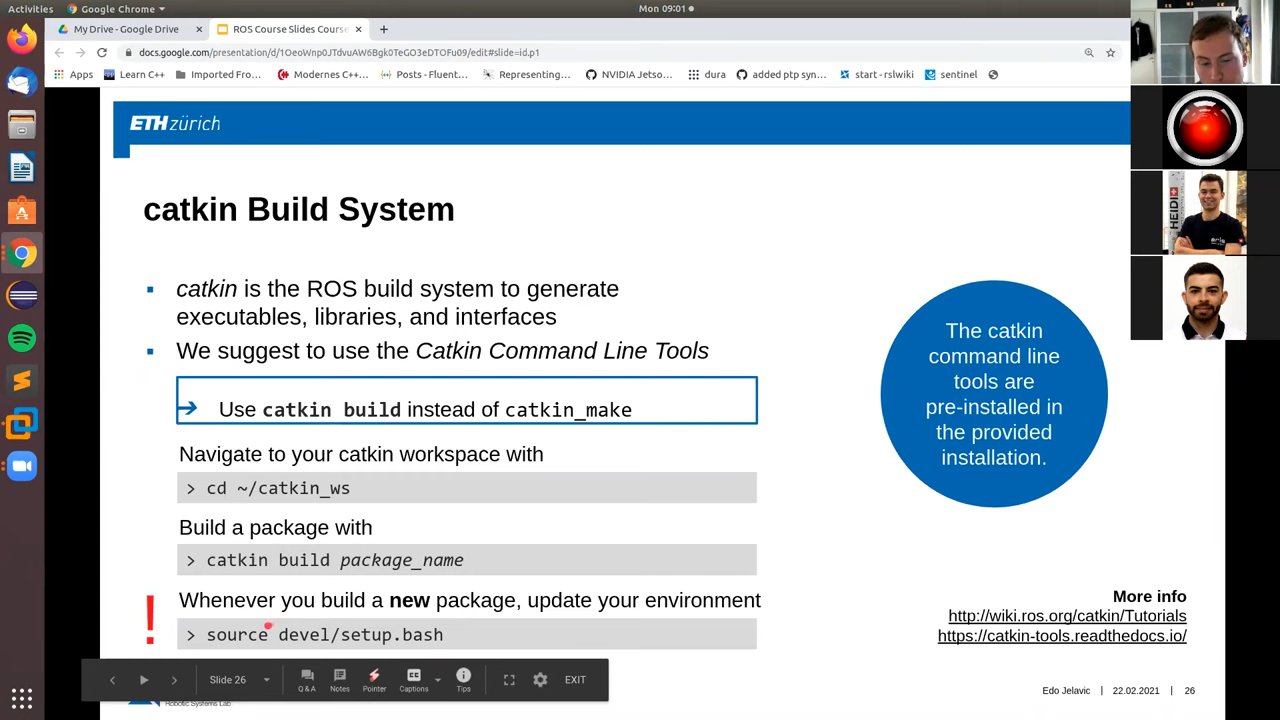 Activities
Google Chrome
Mon 09:01
My Drive - Google Drive
ROS Course Slides Course
docs.google.com/presentation/d/1OeoWnp0JTdvuAW6Bgk0TeGO3eDTOFu09/edit#slide=id.p1
Apps
Learn C++
Imported Fro...
Modernes C++...
Posts - Fluent...
Representing...
NVIDIA Jetso...
dura
added ptp syn...
start - rslwiki
sentinel
ETH zürich
catkin Build System
catkin is the ROS build system to generate
executables, libraries, and interfaces
We suggest to use the Catkin Command Line Tools
→ Use catkin build instead of catkin_make
Navigate to your catkin workspace with
> cd ~/catkin_ws
Build a package with
> catkin build package_name
! Whenever you build a new package, update your environment
> source devel/setup.bash
The catkin
command line
tools are
pre-installed in
the provided
installation.
More info
http://wiki.ros.org/catkin/Tutorials
https://catkin-tools.readthedocs.io/
Slide 26
Q & A
Notes
Pointer
Captions
Tips
EXIT
Robotic Systems Lab
Edo Jelavic | 22.02.2021 | 26
HEIDI